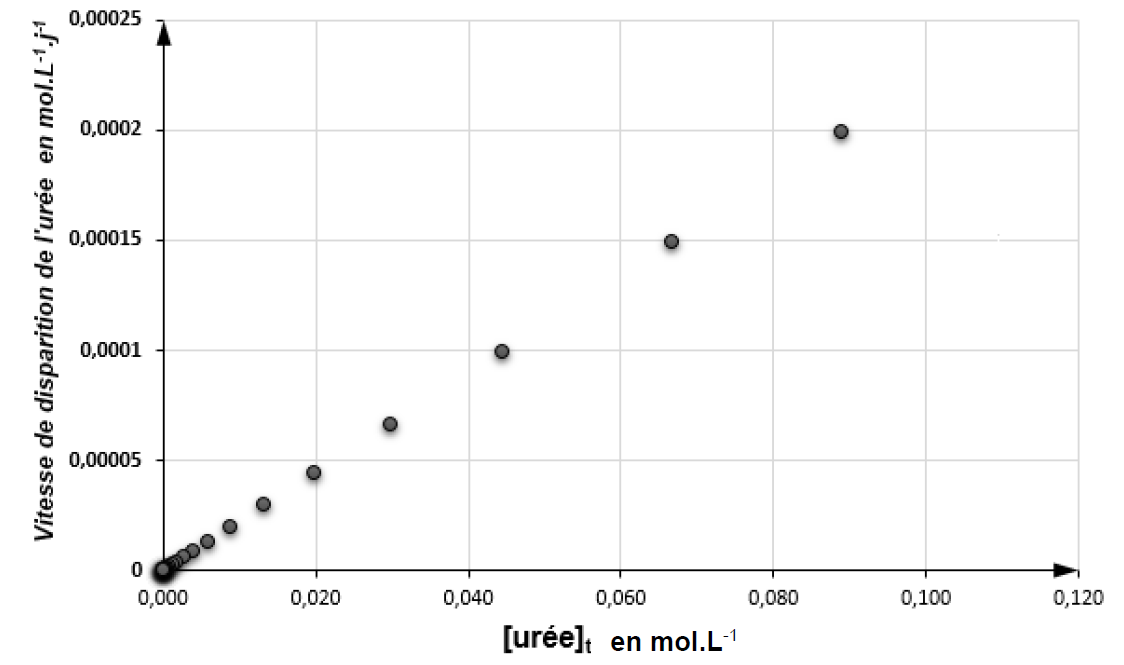 Vitesse de disparition de l'urée en mol.L⁻¹.j⁻¹
0,00025
0,0002
0,00015
0,0001
0,00005
0
0,000 0,020 0,040 0,060 0,080 0,100 0,120
[urée]ₜ en mol.L⁻¹